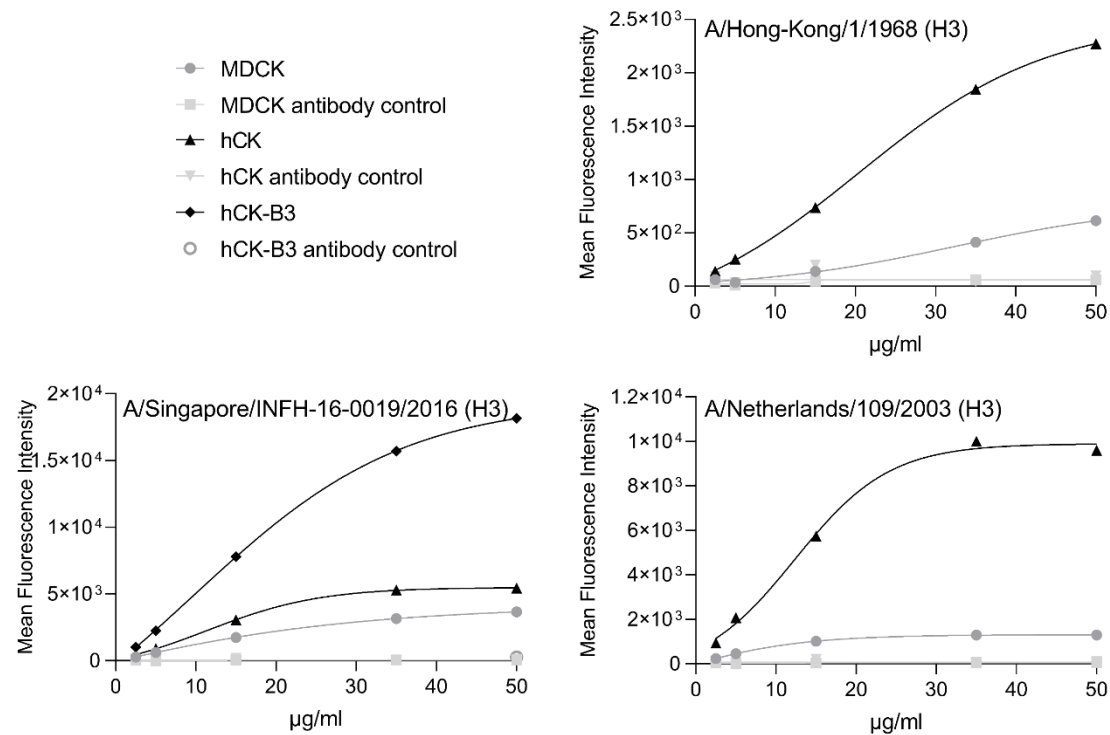 MDCK
MDCK antibody control
hCK
hCK antibody control
hCK-B3
hCK-B3 antibody control
A/Hong-Kong/1/1968 (H3)
Mean Fluorescence Intensity
2.5×10³
2×10³
1.5×10³
1×10³
5×10²
0
0 10 20 30 40 50
µg/ml
A/Singapore/INFH-16-0019/2016 (H3)
Mean Fluorescence Intensity
2×10⁴
1.5×10⁴
1×10⁴
5×10³
0
0 10 20 30 40 50
µg/ml
A/Netherlands/109/2003 (H3)
Mean Fluorescence Intensity
1.2×10⁴
1×10⁴
8×10³
6×10³
4×10³
2×10³
0
0 10 20 30 40 50
µg/ml